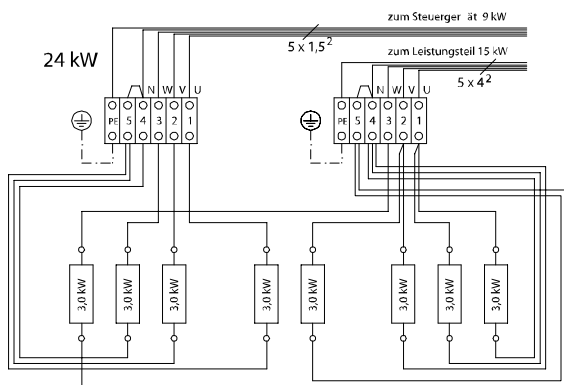 zum Steuerger ät 9 kW
5 x 1,5²
24 kW
zum Leistungsteil 15 kW
5 x 4²
N W V U
PE 5 4 3 2 1
N W V U
PE 5 4 3 2 1
3,0 kW
3,0 kW
3,0 kW
3,0 kW
3,0 kW
3,0 kW
3,0 kW
3,0 kW